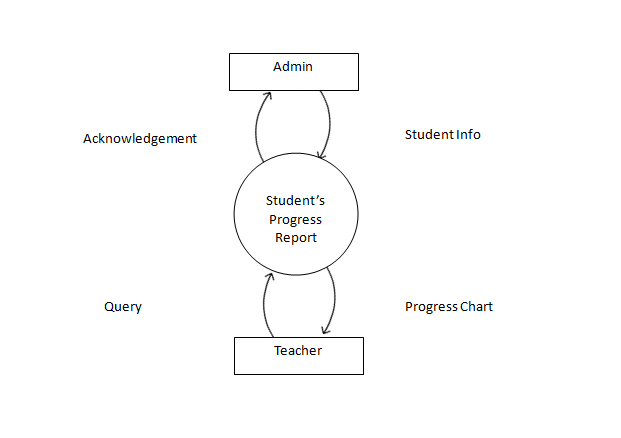 Admin
Acknowledgement
Student Info
Student’s
Progress
Report
Query
Progress Chart
Teacher